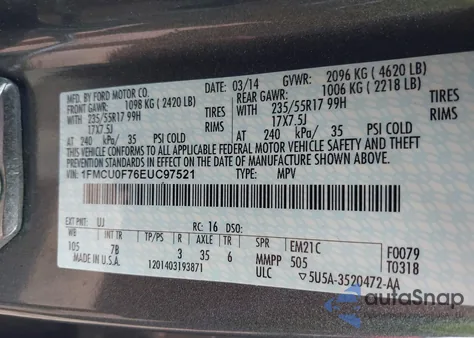 MFD. BY FORD MOTOR CO.
03/14 GVWR: 2096 KG ( 4620 LB)
FRONT GAWR: 1098 KG ( 2420 LB) REAR GAWR: 1006 KG ( 2218 LB)
WITH 235/55R17 99H TIRES WITH 235/55R17 99H TIRES
17X7.5J RIMS 17X7.5J RIMS
AT 240 kPa/ 35 PSI COLD AT 240 kPa/ 35 PSI COLD
THIS VEHICLE CONFORMS TO ALL APPLICABLE FEDERAL MOTOR VEHICLE SAFETY AND THEFT PREVENTION STANDARDS IN EFFECT ON THE DATE OF MANUFACTURE SHOWN ABOVE.
VIN: 1FMCU0F76EUC97521 TYPE: MPV
EXT PNT: UJ RC: 16 DSO:
WB INT TR TP/PS R AXLE TR SPR EM21C F0079
105 7B 3 35 6 MMPP 505 T0318
MADE IN U.S.A. C ULC
1201403193871 ▽5U5A-3520472-AA
autoSnap